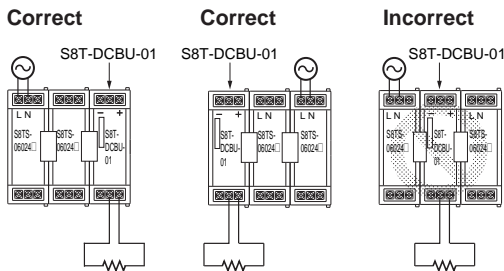 Correct
S8T-DCBU-01
L N
− +
S8TS-
06024□
S8TS-
06024□
S8T-
DCBU-
01
Correct
S8T-DCBU-01
− +
L N
S8T-
DCBU-
01
S8TS-
06024□
S8TS-
06024□
Incorrect
S8T-DCBU-01
L N
− +
L N
S8TS-
06024□
S8T-
DCBU-
01
S8TS-
06024□